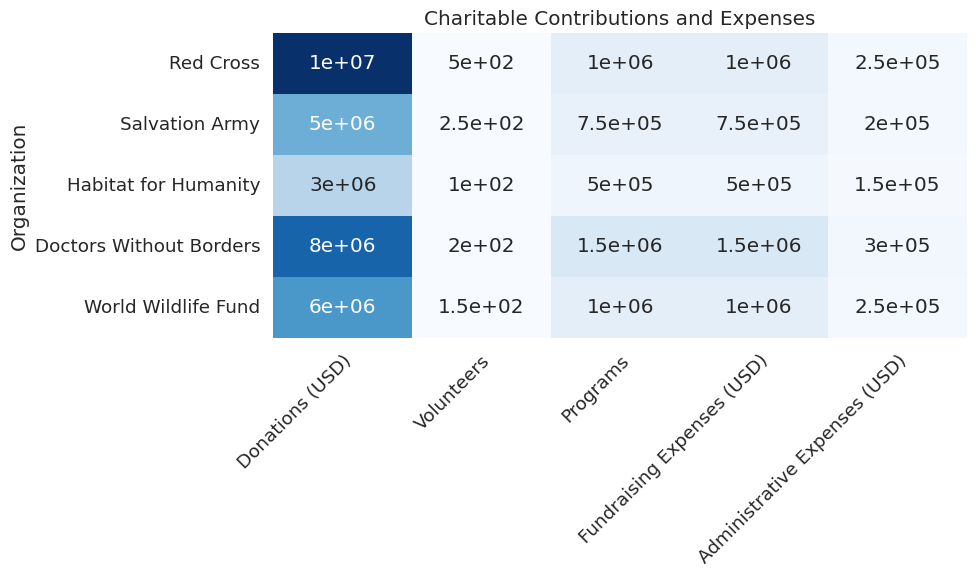 Charitable Contributions and Expenses
Organization
Red Cross 1e+07 5e+02 1e+06 1e+06 2.5e+05
Salvation Army 5e+06 2.5e+02 7.5e+05 7.5e+05 2e+05
Habitat for Humanity 3e+06 1e+02 5e+05 5e+05 1.5e+05
Doctors Without Borders 8e+06 2e+02 1.5e+06 1.5e+06 3e+05
World Wildlife Fund 6e+06 1.5e+02 1e+06 1e+06 2.5e+05
Donations (USD)
Volunteers
Programs
Fundraising Expenses (USD)
Administrative Expenses (USD)